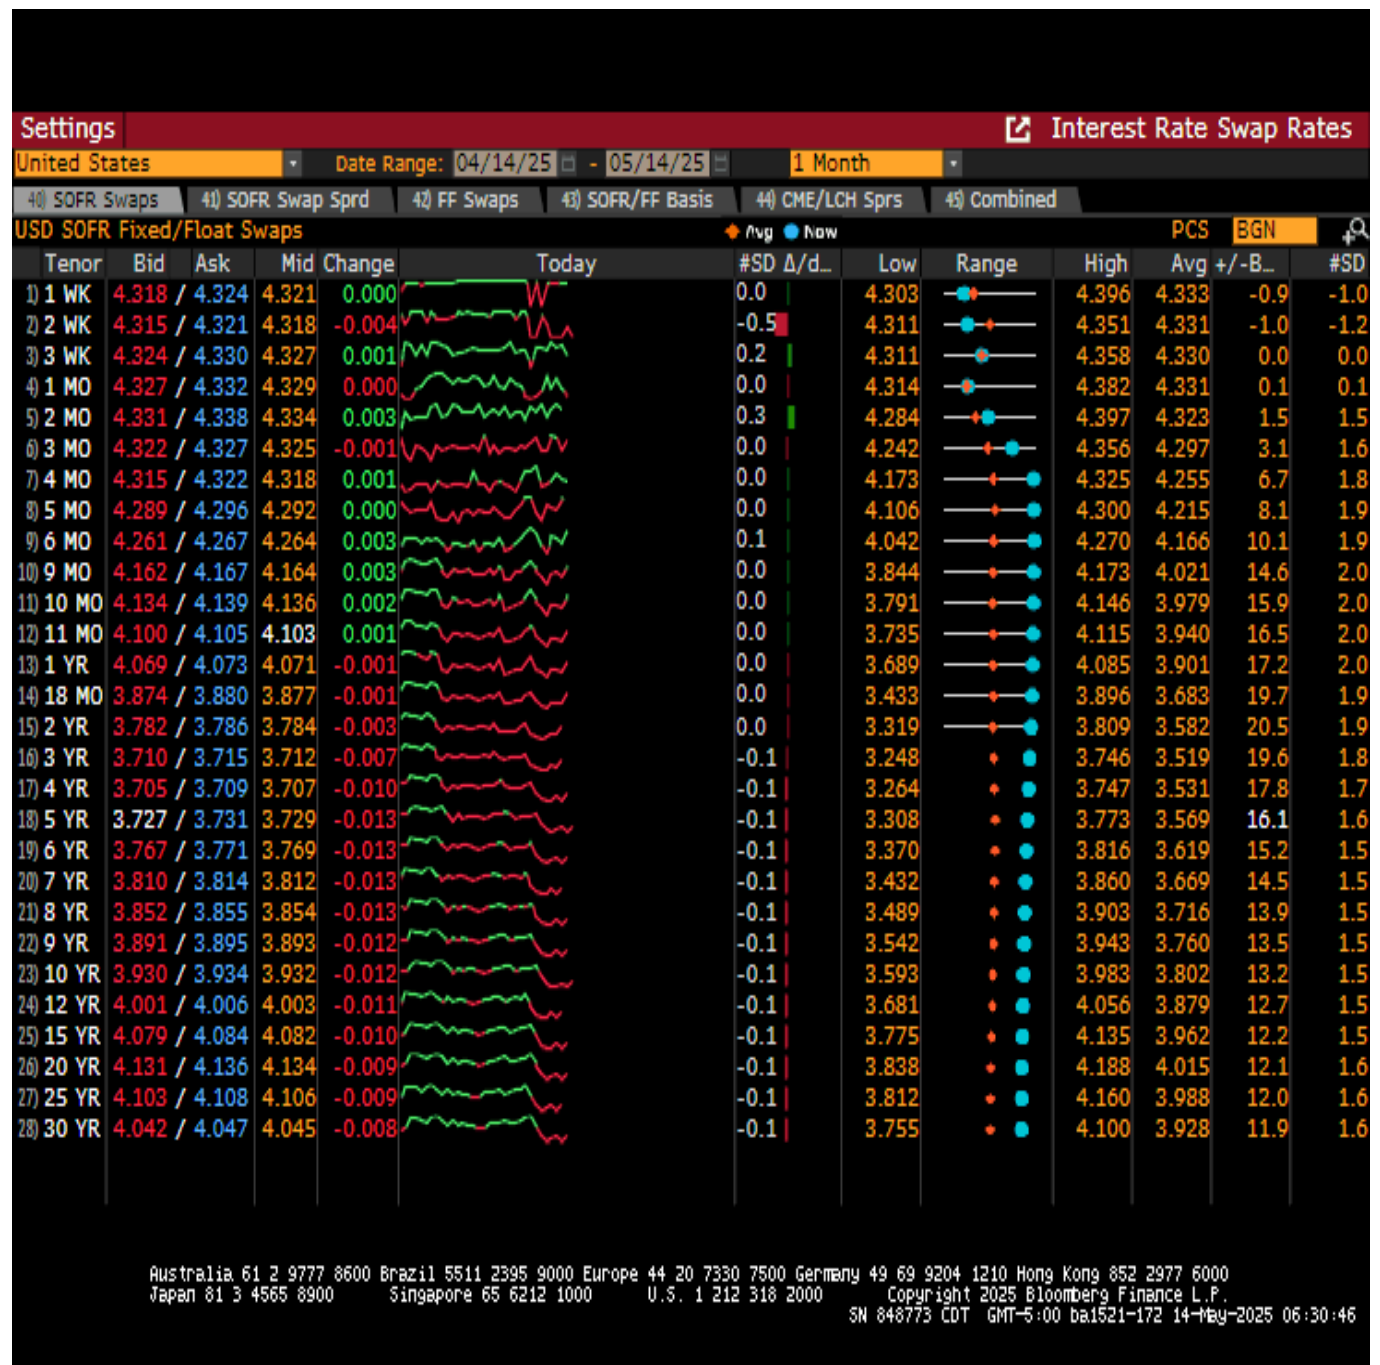 Settings Interest Rate Swap Rates
United States Date Range: 04/14/25 - 05/14/25 1 Month
40) SOFR Swaps 41) SOFR Swap Sprd 42) FF Swaps 43) SOFR/FF Basis 44) CME/LCH Sprs 45) Combined
USD SOFR Fixed/Float Swaps Avg Now PCS BGN
Tenor Bid Ask Mid Change Today #SD Δ/d... Low Range High Avg +/-B... #SD
1) 1 WK 4.318 / 4.324 4.321 0.000 0.0 4.303 4.396 4.333 -0.9 -1.0
2) 2 WK 4.315 / 4.321 4.318 -0.004 -0.5 4.311 4.351 4.331 -1.0 -1.2
3) 3 WK 4.324 / 4.330 4.327 0.001 0.2 4.311 4.358 4.330 0.0 0.0
4) 1 MO 4.327 / 4.332 4.329 0.000 0.0 4.314 4.382 4.331 0.1 0.1
5) 2 MO 4.331 / 4.338 4.334 0.003 0.3 4.284 4.397 4.323 1.5 1.5
6) 3 MO 4.322 / 4.327 4.325 -0.001 0.0 4.242 4.356 4.297 3.1 1.6
7) 4 MO 4.315 / 4.322 4.318 0.001 0.0 4.173 4.325 4.255 6.7 1.8
8) 5 MO 4.289 / 4.296 4.292 0.000 0.0 4.106 4.300 4.215 8.1 1.9
9) 6 MO 4.261 / 4.267 4.264 0.003 0.1 4.042 4.270 4.166 10.1 1.9
10) 9 MO 4.162 / 4.167 4.164 0.003 0.0 3.844 4.173 4.021 14.6 2.0
11) 10 MO 4.134 / 4.139 4.136 0.002 0.0 3.791 4.146 3.979 15.9 2.0
12) 11 MO 4.100 / 4.105 4.103 0.001 0.0 3.735 4.115 3.940 16.5 2.0
13) 1 YR 4.069 / 4.073 4.071 -0.001 0.0 3.689 4.085 3.901 17.2 2.0
14) 18 MO 3.874 / 3.880 3.877 -0.001 0.0 3.433 3.896 3.683 19.7 1.9
15) 2 YR 3.782 / 3.786 3.784 -0.003 0.0 3.319 3.809 3.582 20.5 1.9
16) 3 YR 3.710 / 3.715 3.712 -0.007 -0.1 3.248 3.746 3.519 19.6 1.8
17) 4 YR 3.705 / 3.709 3.707 -0.010 -0.1 3.264 3.747 3.531 17.8 1.7
18) 5 YR 3.727 / 3.731 3.729 -0.013 -0.1 3.308 3.773 3.569 16.1 1.6
19) 6 YR 3.767 / 3.771 3.769 -0.013 -0.1 3.370 3.816 3.619 15.2 1.5
20) 7 YR 3.810 / 3.814 3.812 -0.013 -0.1 3.432 3.860 3.669 14.5 1.5
21) 8 YR 3.852 / 3.855 3.854 -0.013 -0.1 3.489 3.903 3.716 13.9 1.5
22) 9 YR 3.891 / 3.895 3.893 -0.012 -0.1 3.542 3.943 3.760 13.5 1.5
23) 10 YR 3.930 / 3.934 3.932 -0.012 -0.1 3.593 3.983 3.802 13.2 1.5
24) 12 YR 4.001 / 4.006 4.003 -0.011 -0.1 3.681 4.056 3.879 12.7 1.5
25) 15 YR 4.079 / 4.084 4.082 -0.010 -0.1 3.775 4.135 3.962 12.2 1.5
26) 20 YR 4.131 / 4.136 4.134 -0.009 -0.1 3.838 4.188 4.015 12.1 1.6
27) 25 YR 4.103 / 4.108 4.106 -0.009 -0.1 3.812 4.160 3.988 12.0 1.6
28) 30 YR 4.042 / 4.047 4.045 -0.008 -0.1 3.755 4.100 3.928 11.9 1.6
Australia 61 2 9777 8600 Brazil 5511 2395 9000 Europe 44 20 7330 7500 Germany 49 69 9204 1210 Hong Kong 852 2977 6000
Japan 81 3 4565 8900 Singapore 65 6212 1000 U.S. 1 212 318 2000 Copyright 2025 Bloomberg Finance L.P.
SN 848773 CDT GMT-5:00 ba1521-172 14-May-2025 06:30:46